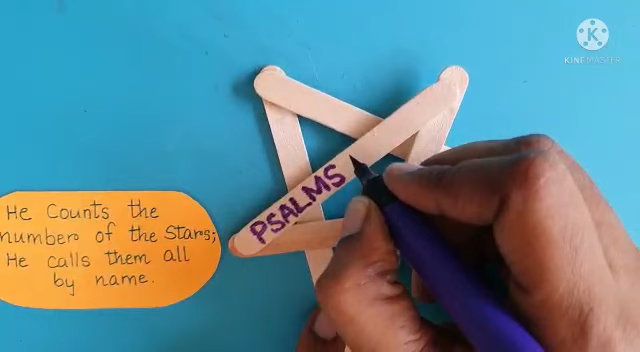 He Counts the
number of the Stars;
He calls them all
by name.
PSALMS
K
KINEMASTER